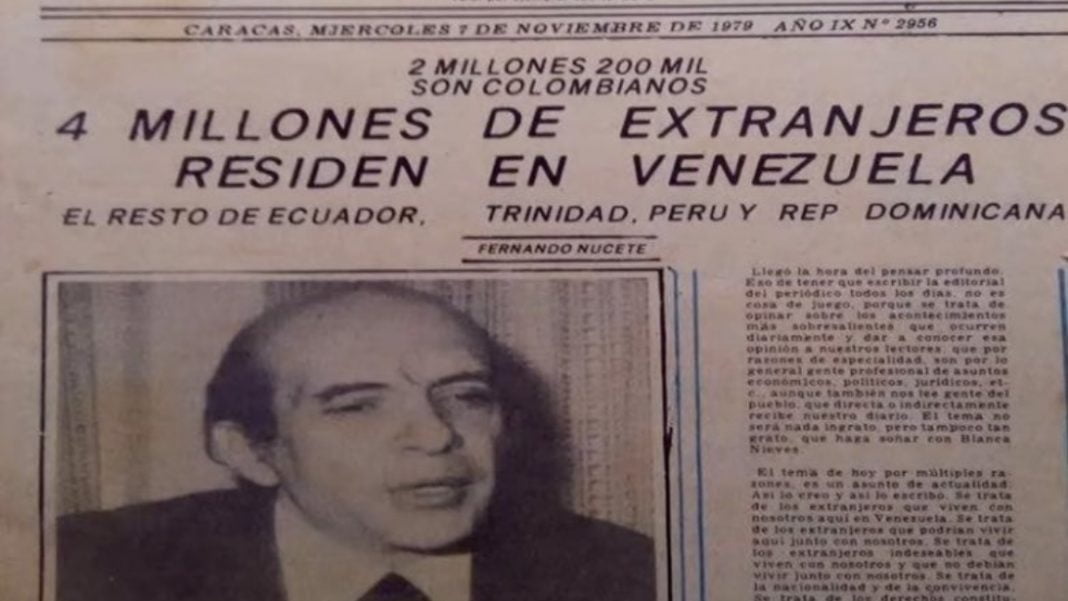 CARACAS, MIERCOLES 7 DE NOVIEMBRE DE 1979 AÑO IX Nº 2956
2 MILLONES 200 MIL
SON COLOMBIANOS
4 MILLONES DE EXTRANJEROS
RESIDEN EN VENEZUELA
EL RESTO DE ECUADOR, TRINIDAD, PERU Y REP DOMINICANA
FERNANDO NUCETE
Llegó la hora del pensar profundo.
Eso de tener que escribir la editorial
del periódico todos los días, no es
cosa de juego, porque se trata de
opinar sobre los acontecimientos
más sobresalientes que ocurren
diariamente y dar a conocer esa
opinión a nuestros lectores; que por
razones de especialidad, son por lo
general gente profesional de asuntos
económicos, políticos, jurídicos, et-
c., aunque también nos lee gente del
pueblo, que directa o indirectamente
recibe nuestro diario. El tema no
será nada ingrato, pero tampoco tan
grato, que haga soñar con Blanca
Nieves.
El tema de hoy por múltiples ra-
zones, es un asunto de actualidad.
Así lo creo y así lo escribo. Se trata
de los extranjeros que viven con
nosotros aquí en Venezuela. Se trata
de los extranjeros que podrían vivir
aquí junto con nosotros. Se trata de
los extranjeros indeseables que
viven con nosotros y que no debían
vivir junto con nosotros. Se trata de
la nacionalidad y de la convivencia.
Se trata de los derechos constitu-